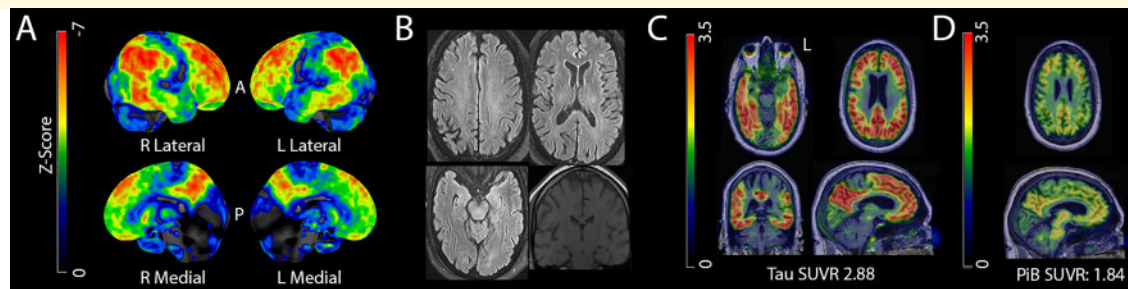 A
-7
Z-Score
0
R Lateral
A
L Lateral
R Medial
P
L Medial
B
C
3.5
0
L
Tau SUVR 2.88
D
3.5
0
PiB SUVR: 1.84